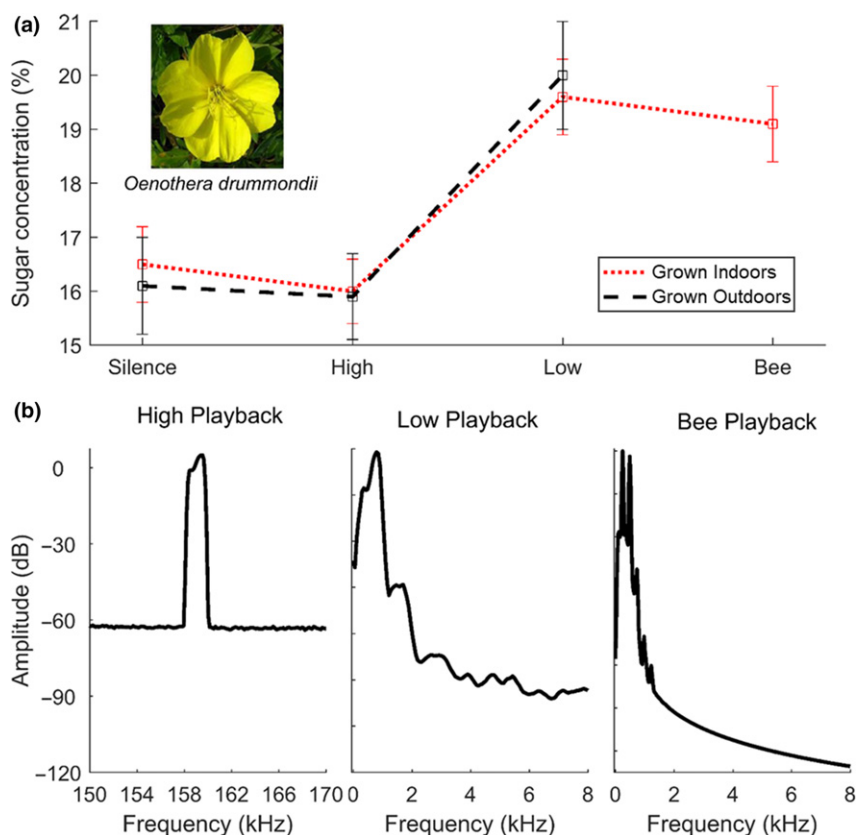 (a)
21
20
19
18
17
16
15
Sugar concentration (%)
Oenothera drummondii
Grown Indoors
Grown Outdoors
Silence High Low Bee
(b)
High Playback Low Playback Bee Playback
0
−30
−60
−90
−120
Amplitude (dB)
150 154 158 162 166 170 0 2 4 6 8 0 2 4 6 8
Frequency (kHz) Frequency (kHz) Frequency (kHz)